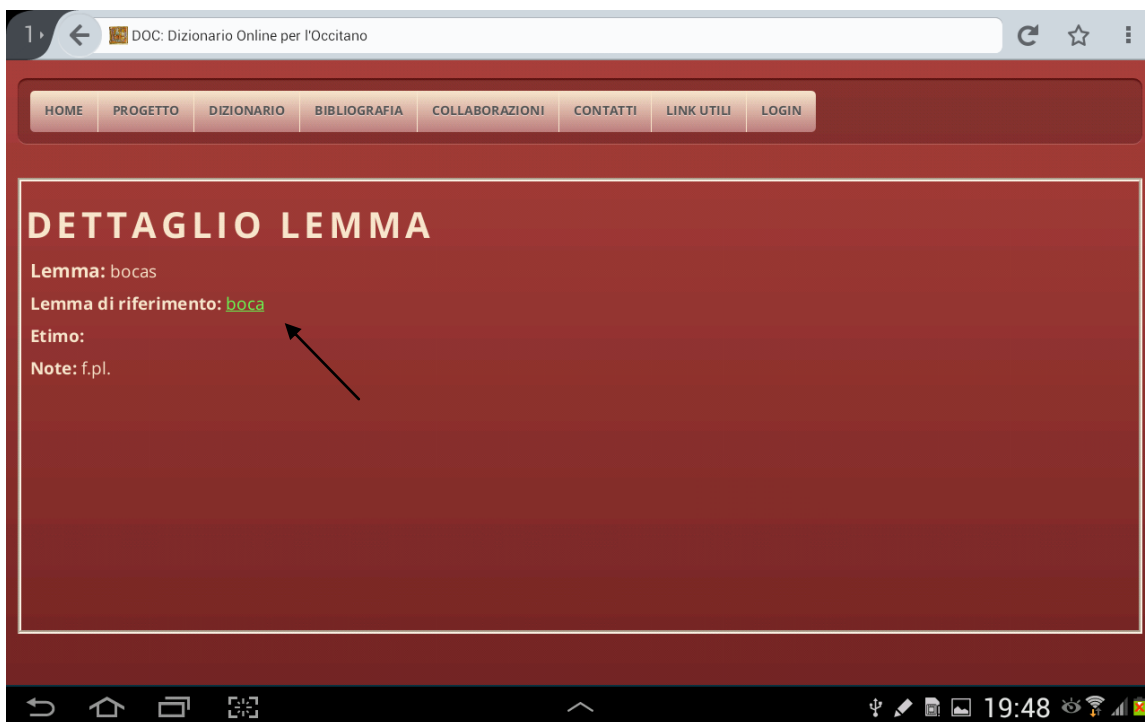 1
DOC: Dizionario Online per l'Occitano
HOME PROGETTO DIZIONARIO BIBLIOGRAFIA COLLABORAZIONI CONTATTI LINK UTILI LOGIN
DETTAGLIO LEMMA
Lemma: bocas
Lemma di riferimento: boca
Etimo:
Note: f.pl.
19:48